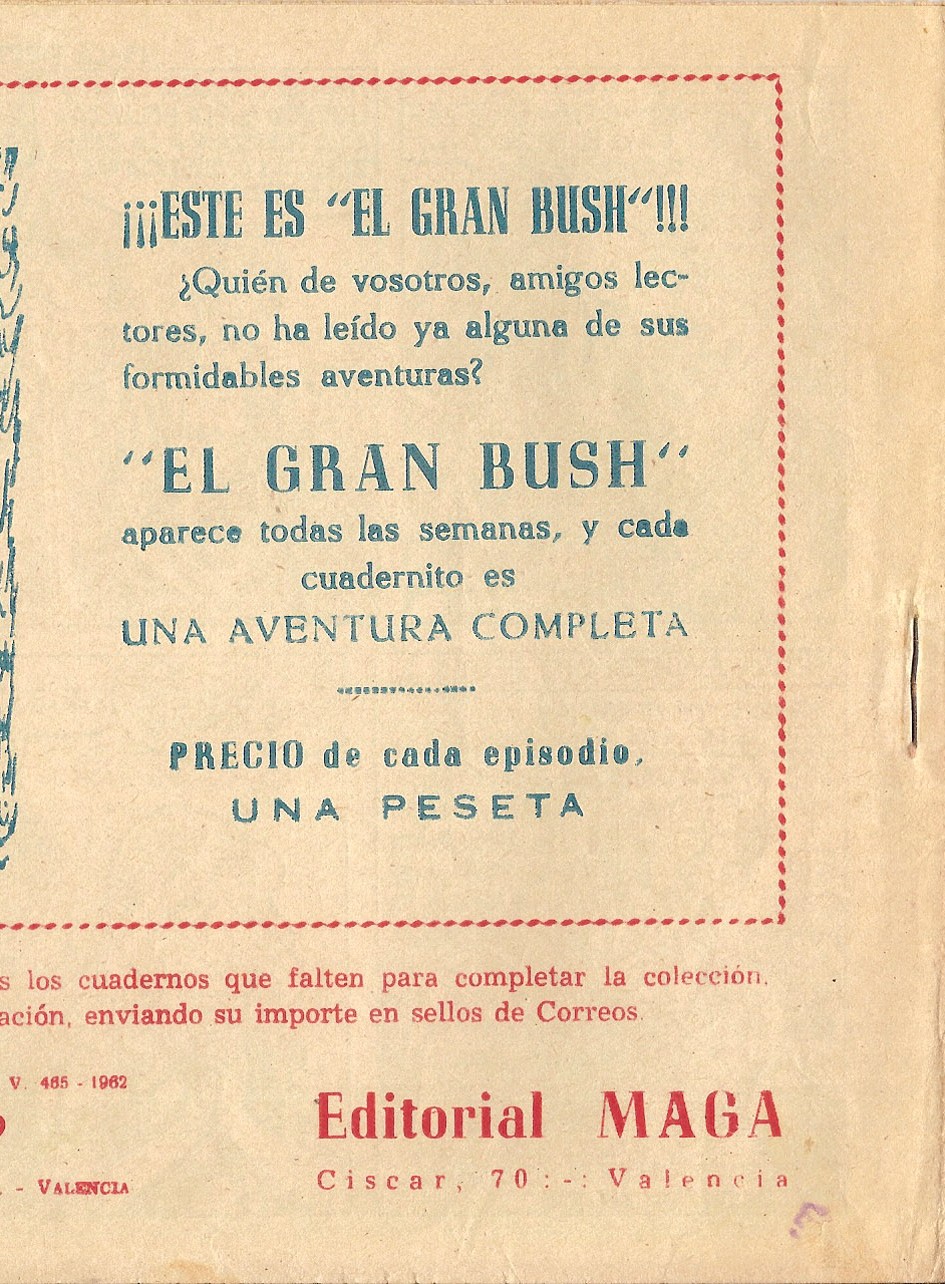 ¡¡¡ESTE ES “EL GRAN BUSH“!!!
¿Quién de vosotros, amigos lec-
tores, no ha leído ya alguna de sus
formidables aventuras?
“EL GRAN BUSH“
aparece todas las semanas, y cada
cuadernito es
UNA AVENTURA COMPLETA
PRECIO de cada episodio,
UNA PESETA
s los cuadernos que falten para completar la colección.
ación, enviando su importe en sellos de Correos.
V. 465 - 1962
Editorial MAGA
- VALENCIA
Ciscar, 70 :-: Valencia